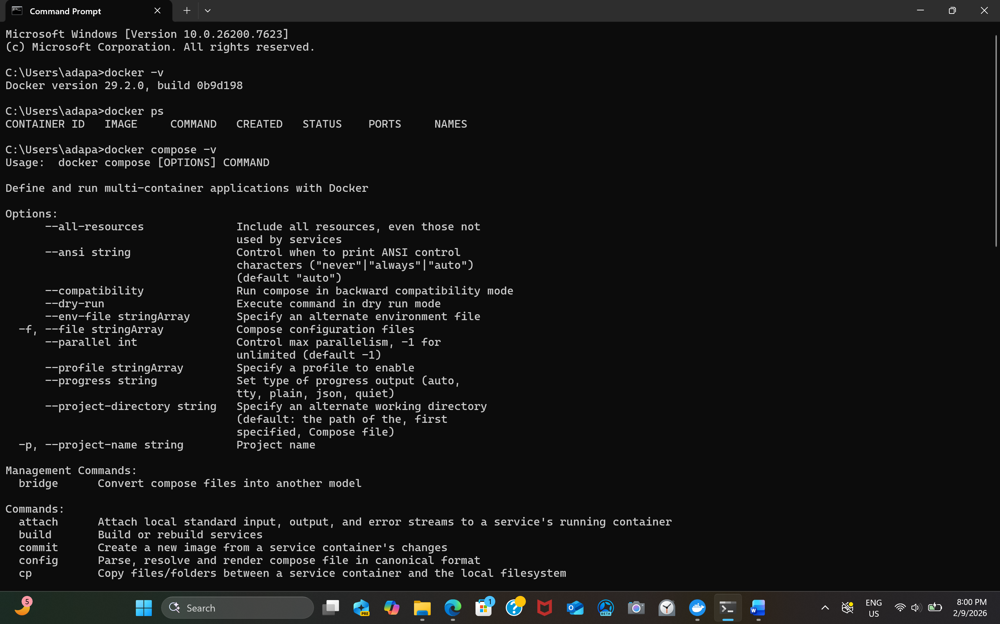 Command Prompt
Microsoft Windows [Version 10.0.26200.7623]
(c) Microsoft Corporation. All rights reserved.
C:\Users\adapa>docker -v
Docker version 29.2.0, build 0b9d198
C:\Users\adapa>docker ps
CONTAINER ID   IMAGE     COMMAND   CREATED   STATUS    PORTS     NAMES
C:\Users\adapa>docker compose -v
Usage:  docker compose [OPTIONS] COMMAND
Define and run multi-container applications with Docker
Options:
      --all-resources              Include all resources, even those not
                                   used by services
      --ansi string                Control when to print ANSI control
                                   characters ("never"|"always"|"auto")
                                   (default "auto")
      --compatibility              Run compose in backward compatibility mode
      --dry-run                    Execute command in dry run mode
      --env-file stringArray       Specify an alternate environment file
  -f, --file stringArray           Compose configuration files
      --parallel int               Control max parallelism, -1 for
                                   unlimited (default -1)
      --profile stringArray        Specify a profile to enable
      --progress string            Set type of progress output (auto,
                                   tty, plain, json, quiet)
      --project-directory string   Specify an alternate working directory
                                   (default: the path of the, first
                                   specified, Compose file)
  -p, --project-name string        Project name
Management Commands:
  bridge      Convert compose files into another model
Commands:
  attach      Attach local standard input, output, and error streams to a service's running container
  build       Build or rebuild services
  commit      Create a new image from a service container's changes
  config      Parse, resolve and render compose file in canonical format
  cp          Copy files/folders between a service container and the local filesystem
5
Search
PRE
1
BETA
ENG
US
8:00 PM
2/9/2026